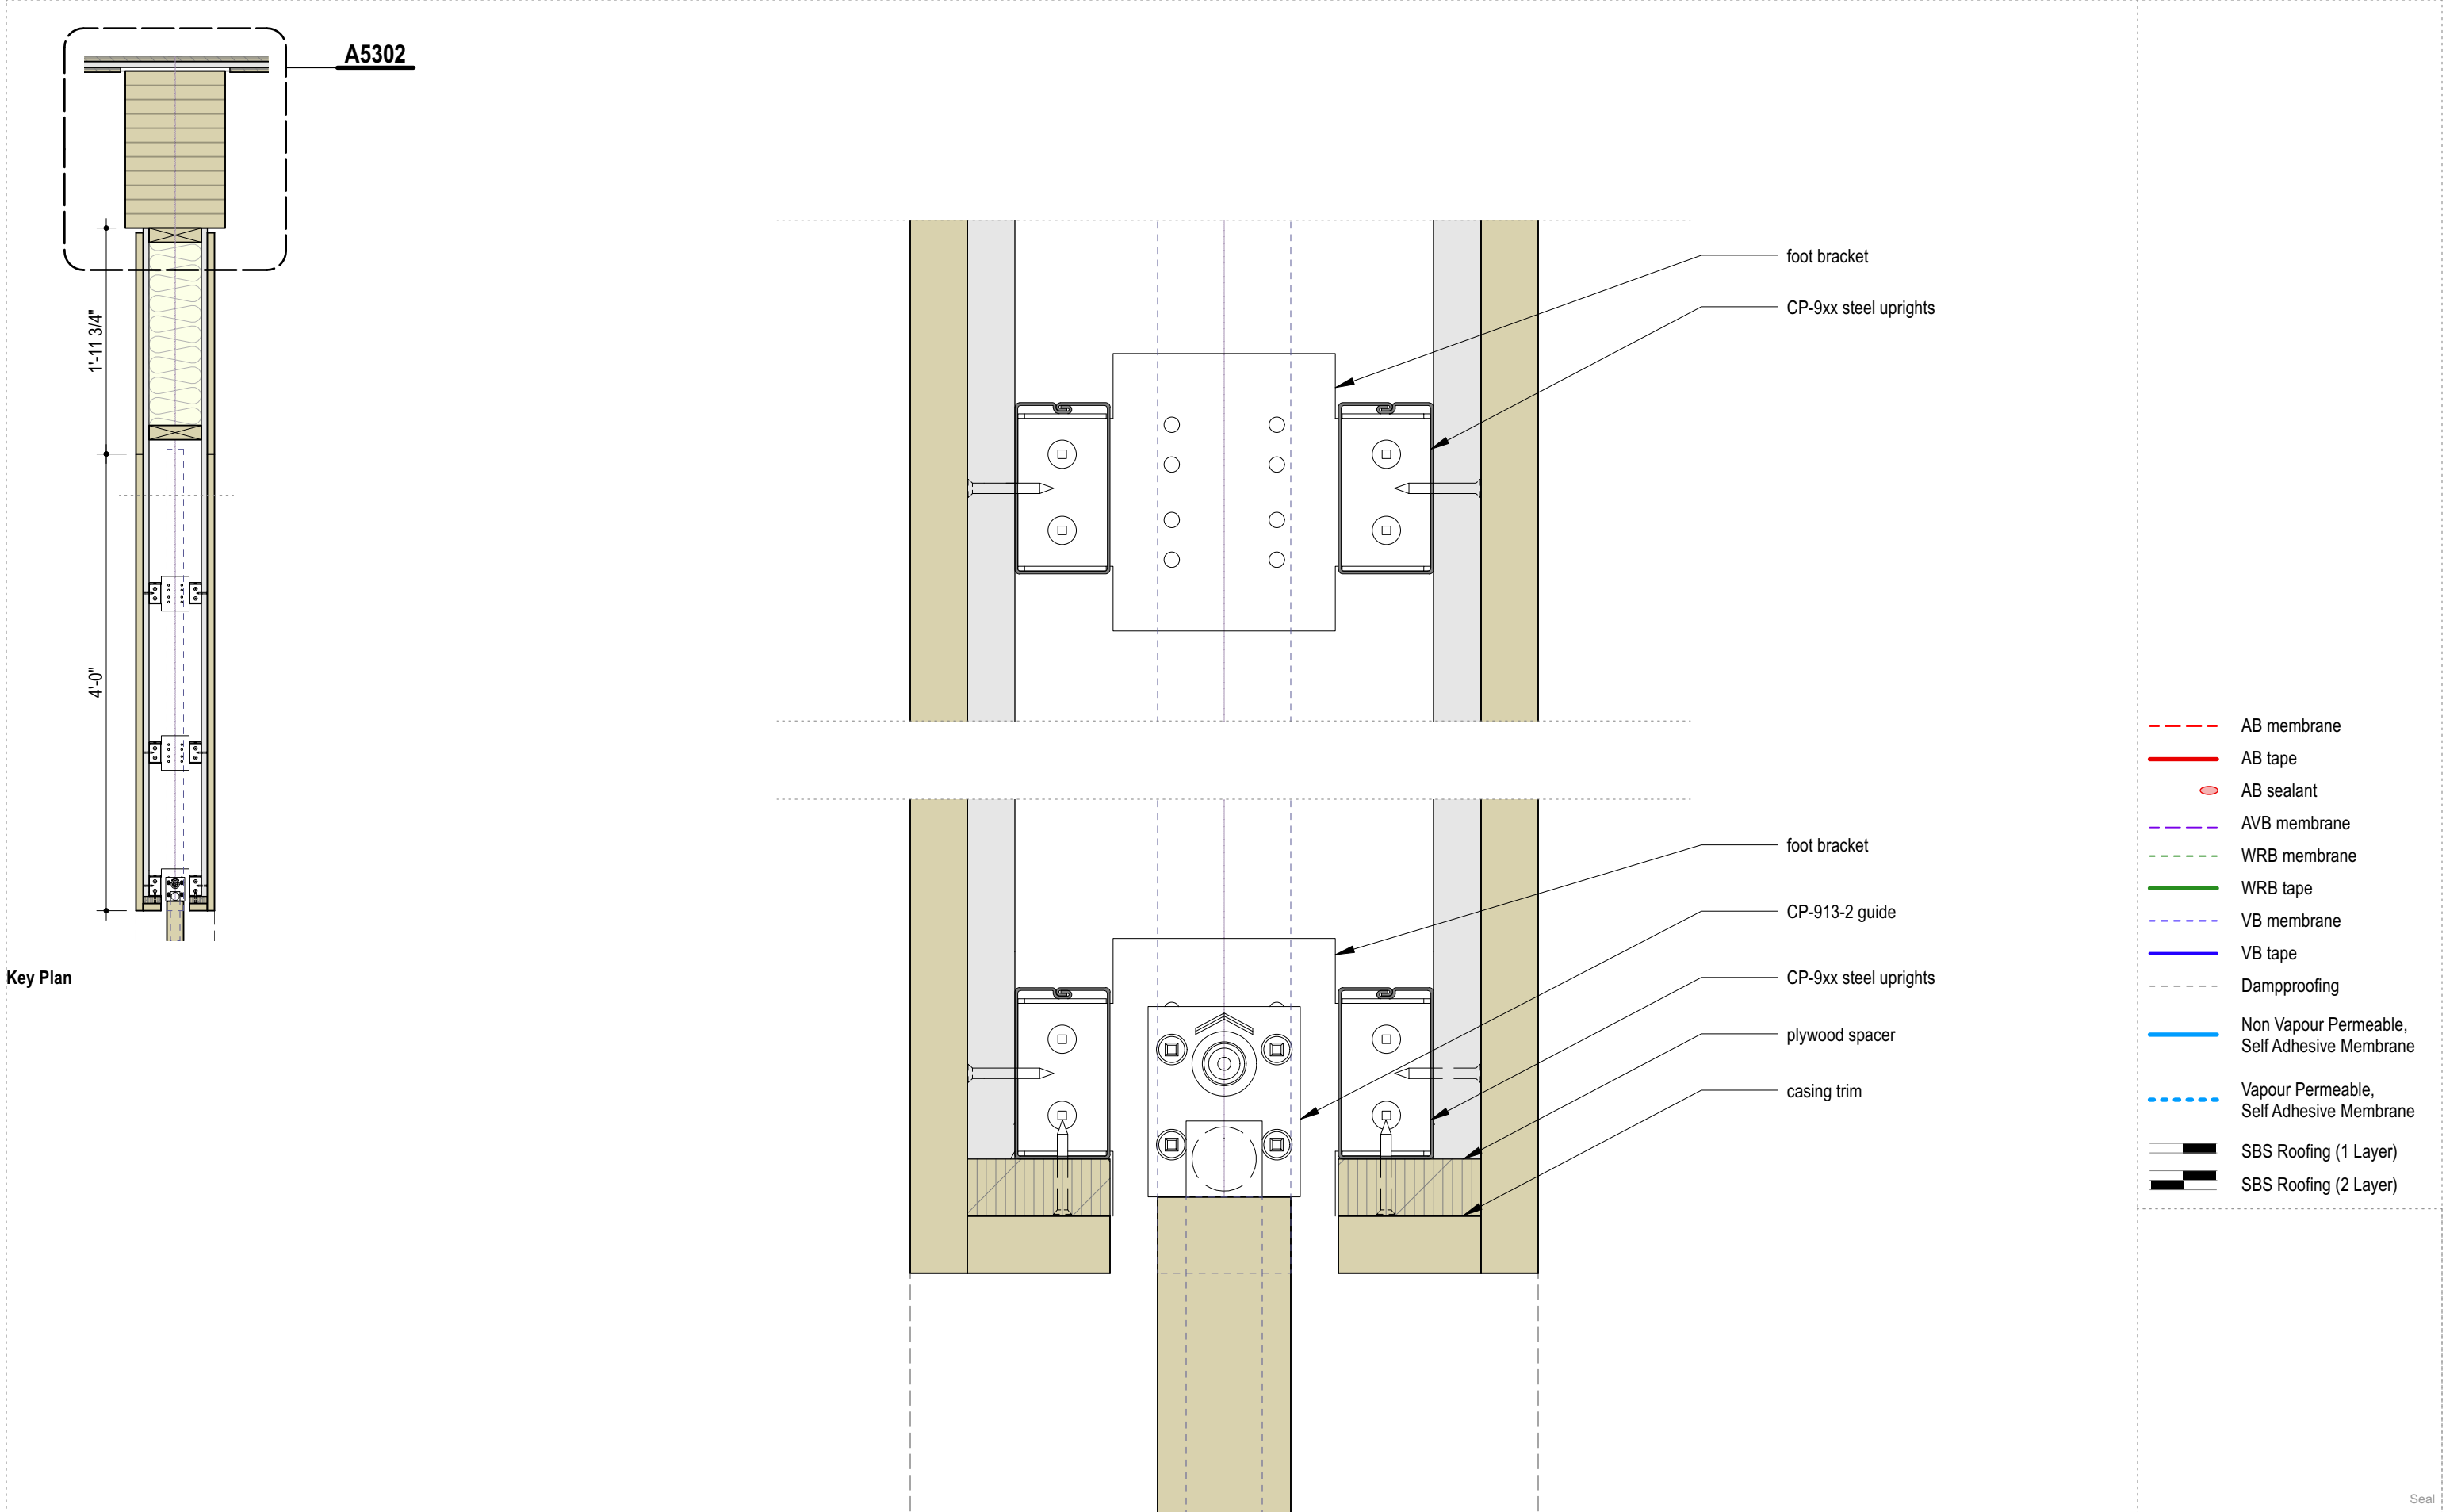 A5302
1'-11 3/4"
4'-0"
Key Plan
foot bracket
CP-9xx steel uprights
foot bracket
CP-913-2 guide
CP-9xx steel uprights
plywood spacer
casing trim
AB membrane
AB tape
AB sealant
AVB membrane
WRB membrane
WRB tape
VB membrane
VB tape
Dampproofing
Non Vapour Permeable,
Self Adhesive Membrane
Vapour Permeable,
Self Adhesive Membrane
SBS Roofing (1 Layer)
SBS Roofing (2 Layer)
Seal